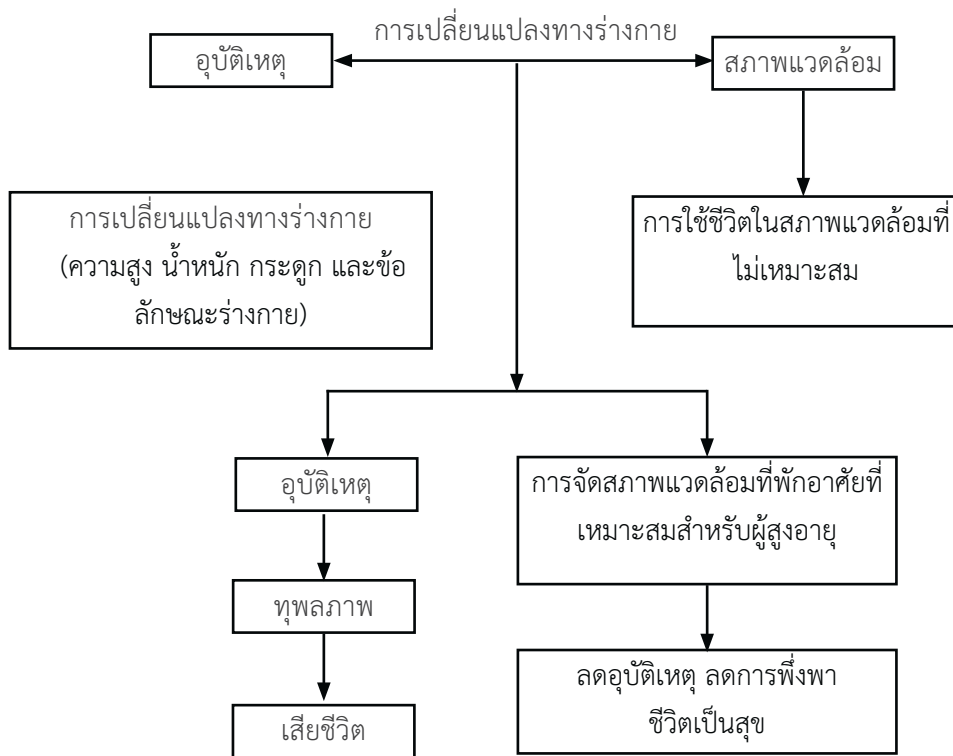 การเปลี่ยนแปลงทางร่างกาย
อุบัติเหตุ
สภาพแวดล้อม
การเปลี่ยนแปลงทางร่างกาย
(ความสูง น้ำหนัก กระดูก และข้อ
ลักษณะร่างกาย)
การใช้ชีวิตในสภาพแวดล้อมที่
ไม่เหมาะสม
อุบัติเหตุ
การจัดสภาพแวดล้อมที่พักอาศัยที่
เหมาะสมสำหรับผู้สูงอายุ
ทุพลภาพ
ลดอุบัติเหตุ ลดการพึ่งพา
ชีวิตเป็นสุข
เสียชีวิต